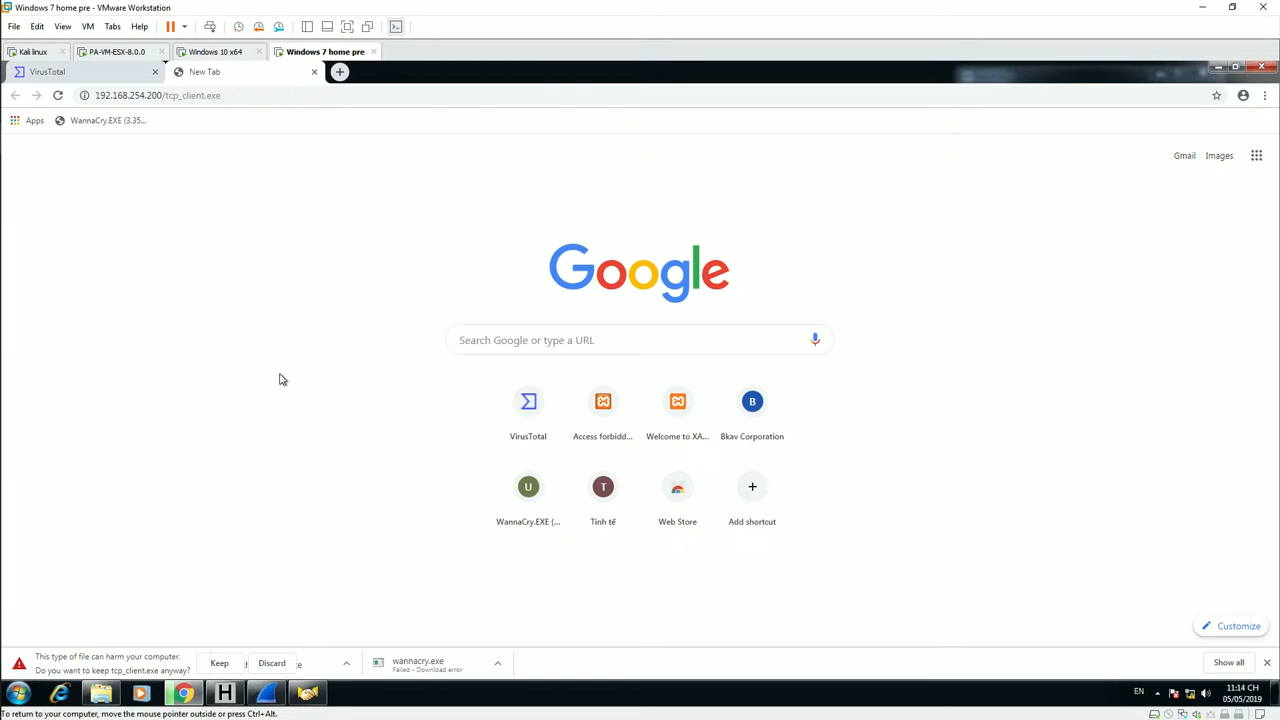 Windows 7 home pre - VMware Workstation
File Edit View VM Tabs Help
Kali linux PA-VM-ESX-8.0.0 Windows 10 x64 Windows 7 home pre
VirusTotal New Tab
192.168.254.200/tcp_client.exe
Apps WannaCry.EXE (3.35...
Gmail Images
Google
Search Google or type a URL
VirusTotal Access forbidd... Welcome to XA... Bkav Corporation
B
U T
WannaCry.EXE (... Tinh tế Web Store Add shortcut
Customize
This type of file can harm your computer.
Do you want to keep tcp_client.exe anyway?
Keep Discard
wannacry.exe
Failed - Download error
Show all
H
EN
11:14 CH
05/05/2019
To return to your computer, move the mouse pointer outside or press Ctrl+Alt.